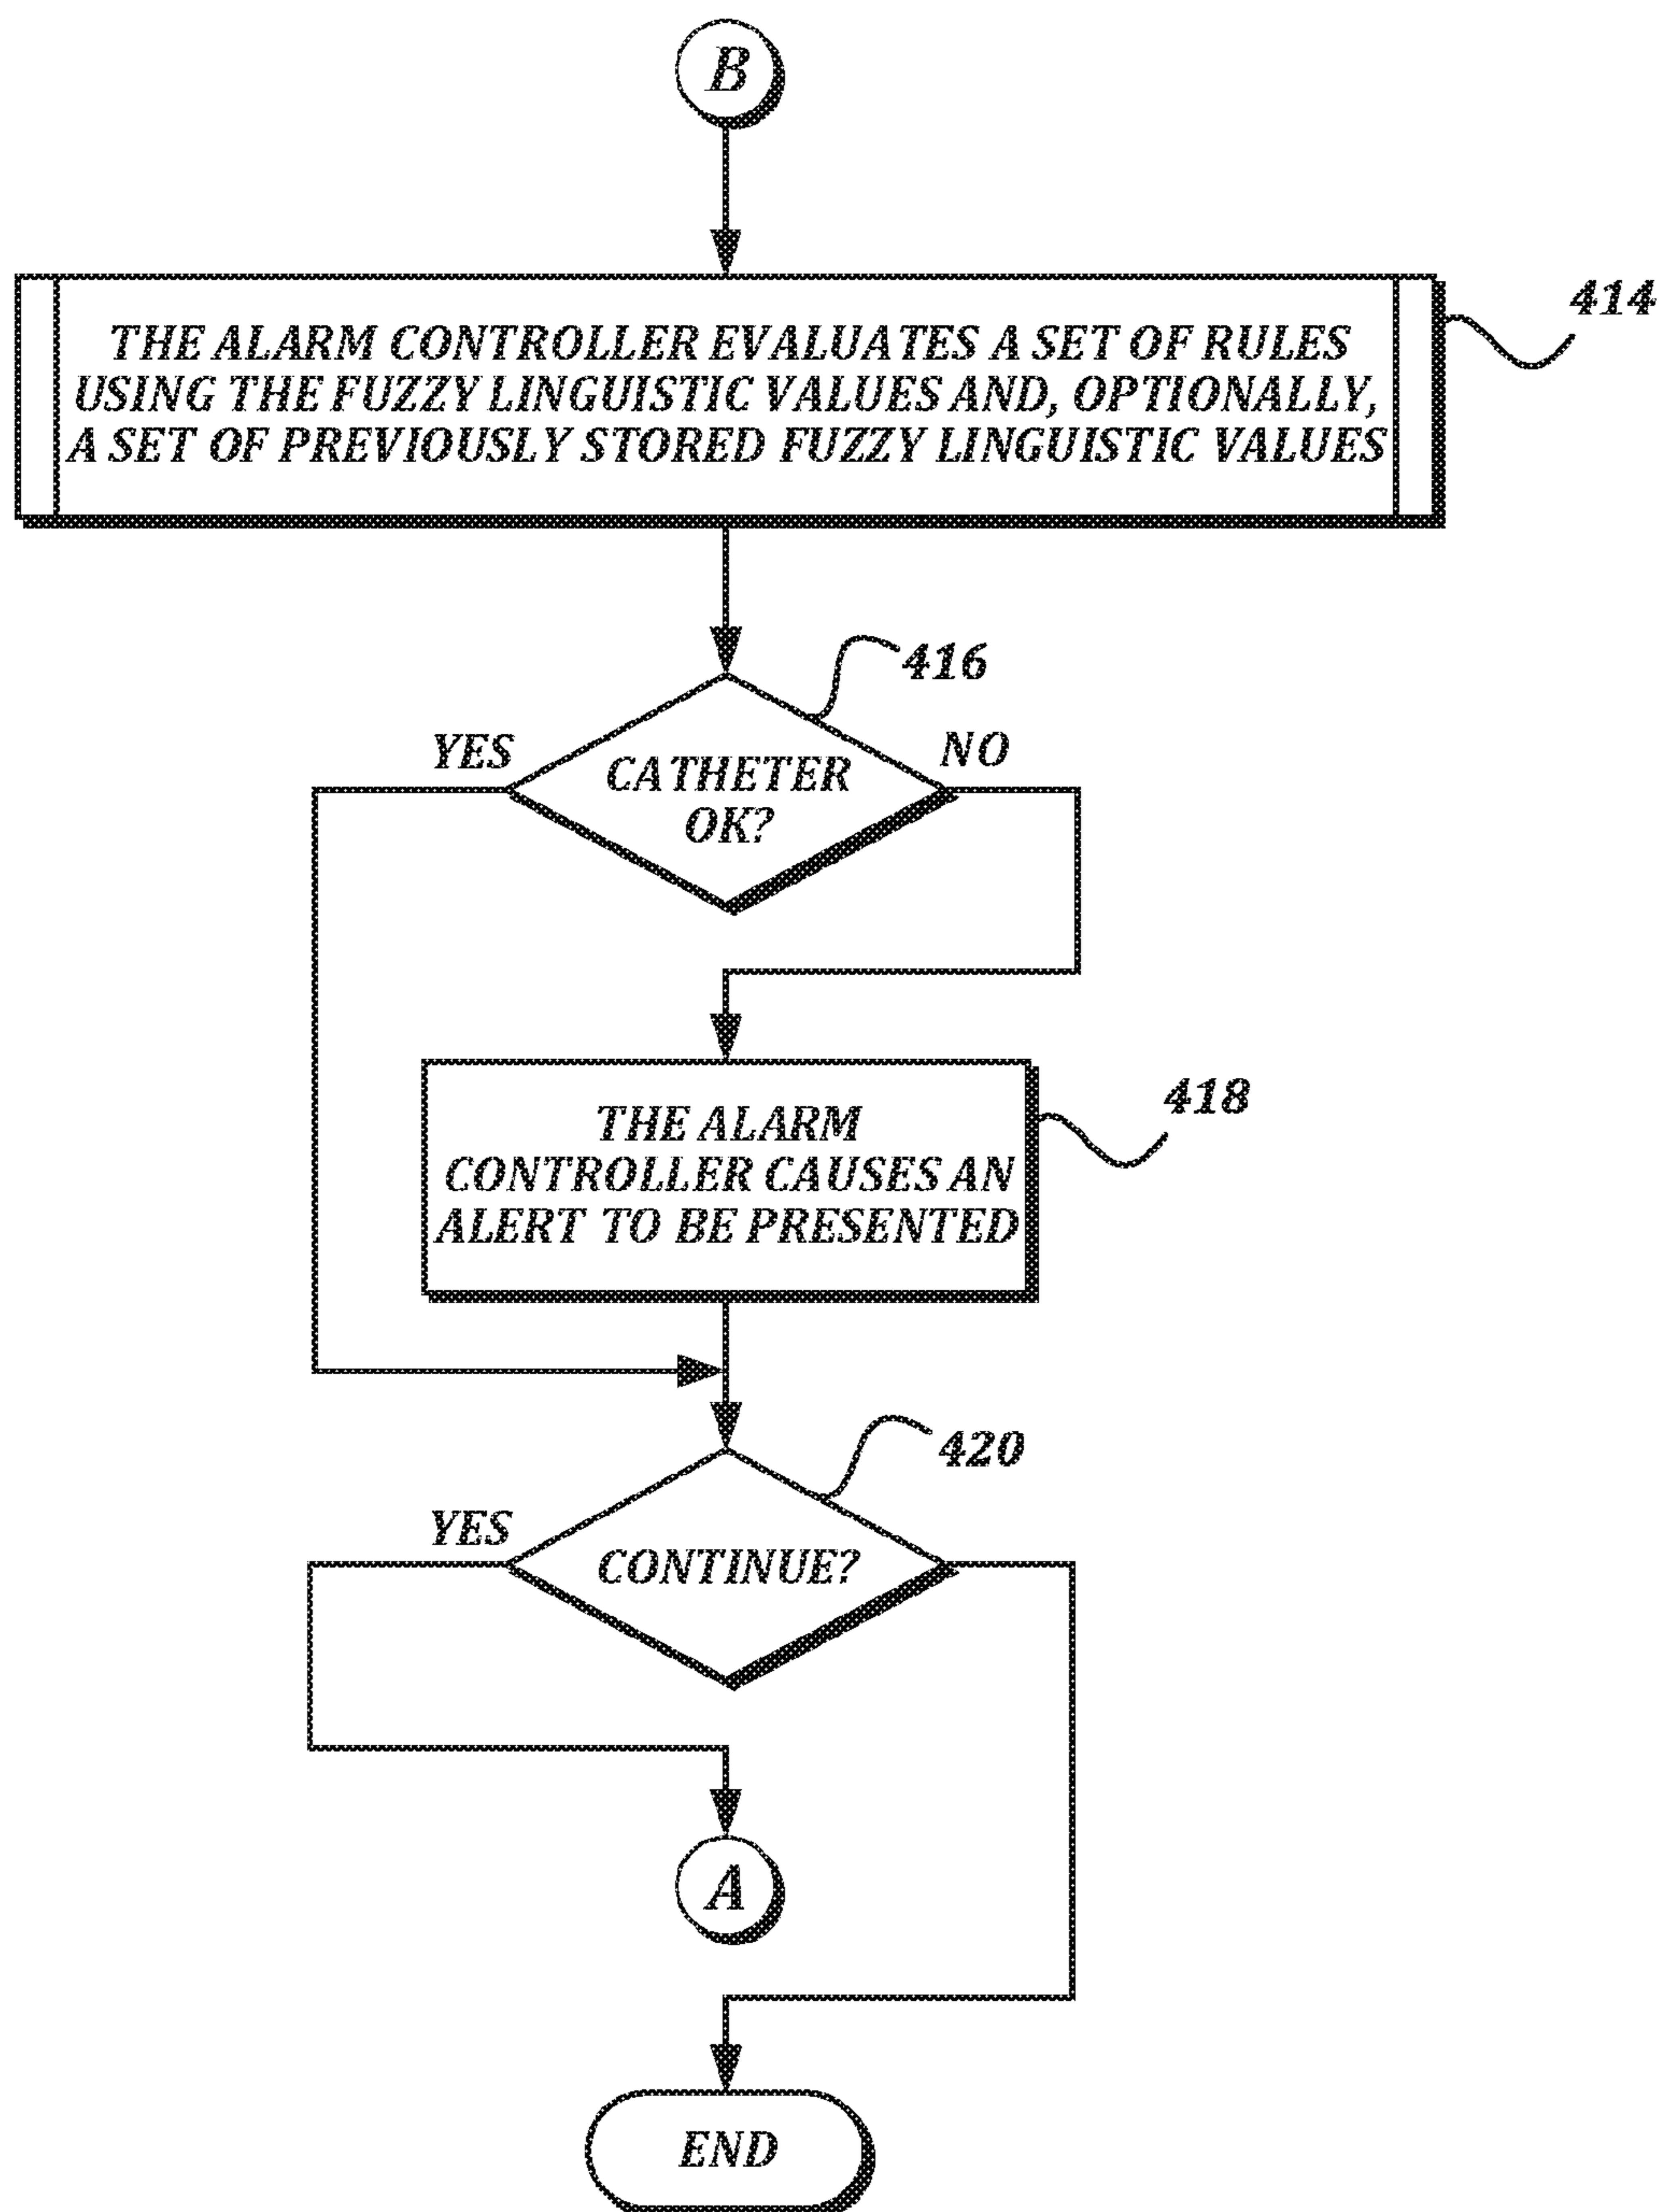 B
THE ALARM CONTROLLER EVALUATES A SET OF RULES
USING THE FUZZY LINGUISTIC VALUES AND, OPTIONALLY,
A SET OF PREVIOUSLY STORED FUZZY LINGUISTIC VALUES
414
416
YES
NO
CATHETER
OK?
THE ALARM
CONTROLLER CAUSES AN
ALERT TO BE PRESENTED
418
420
YES
CONTINUE?
A
END